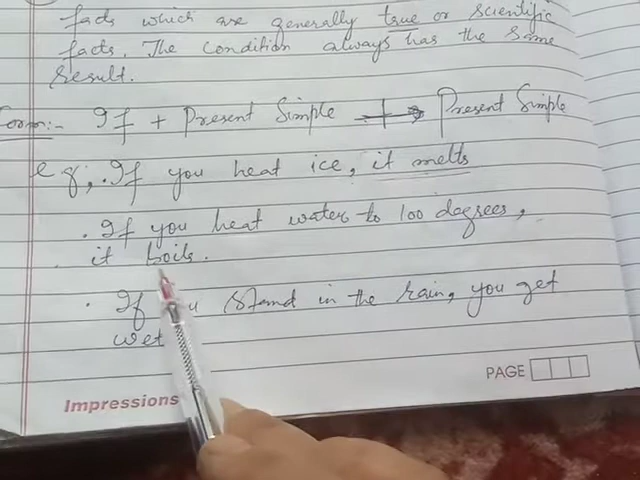 facts which are generally true or scientific
facts. The condition always has the same
result.
Form:- If + Present Simple → Present Simple
eg; . If you heat ice, it melts
. If you heat water to 100 degrees,
it boils.
. If stand in the rain, you get
wet
PAGE
Impressions